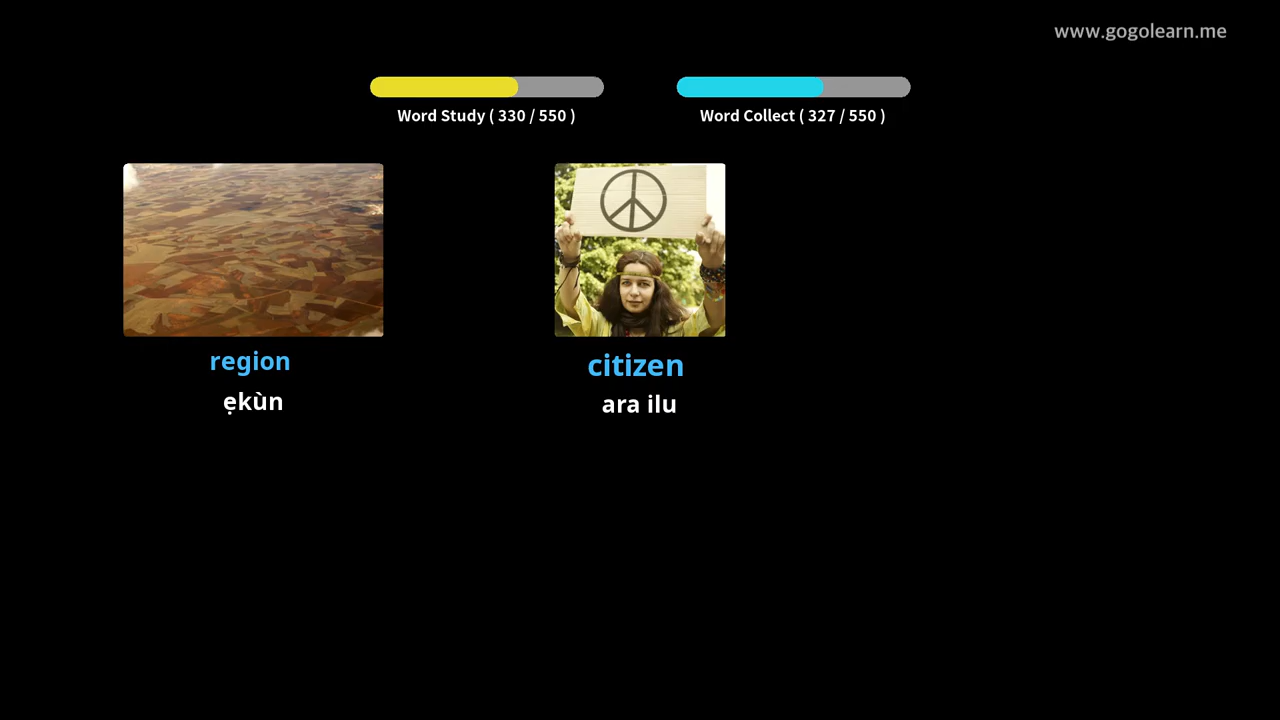 www.gogolearn.me
Word Study ( 330 / 550 )
Word Collect ( 327 / 550 )
region
ẹkùn
citizen
ara ilu